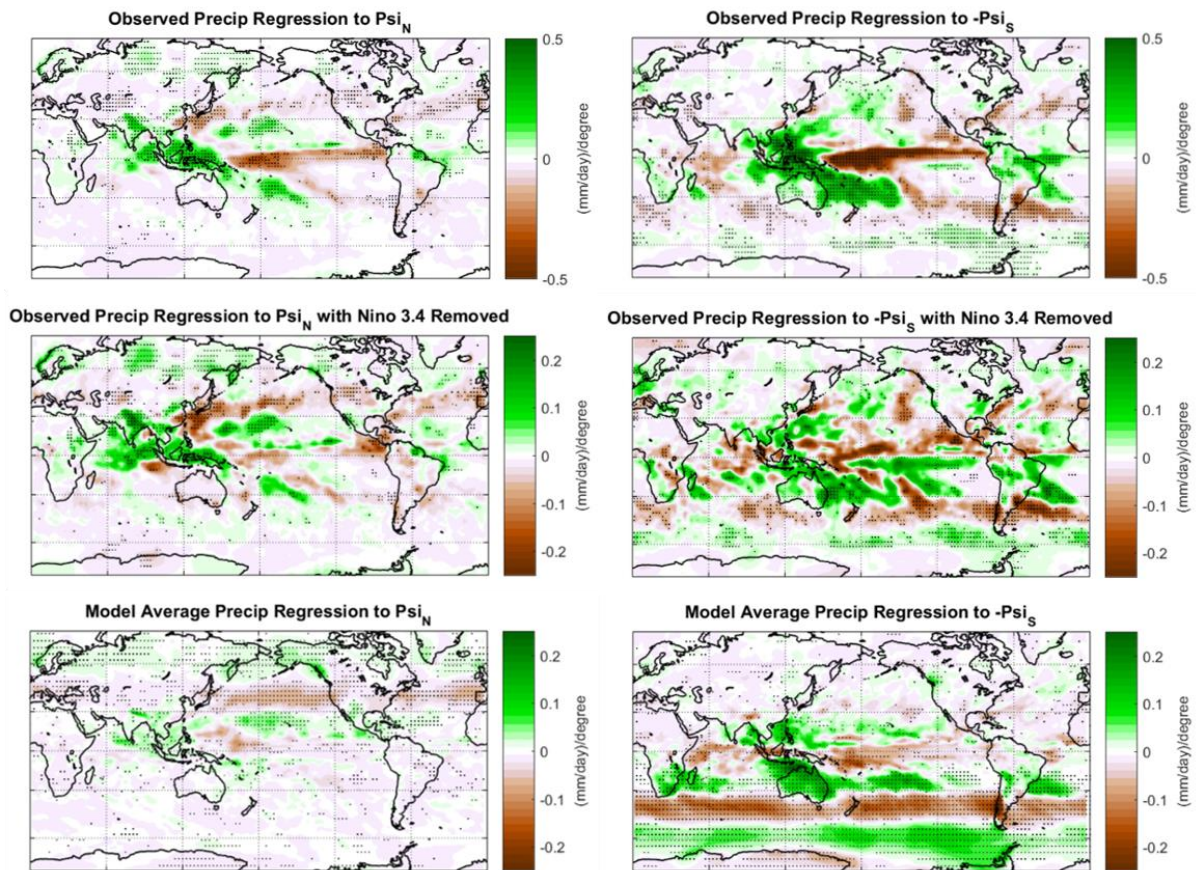 Observed Precip Regression to Psi_N
0.5
0
-0.5
(mm/day)/degree
Observed Precip Regression to -Psi_S
0.5
0
-0.5
(mm/day)/degree
Observed Precip Regression to Psi_N with Nino 3.4 Removed
0.2
0.1
0
-0.1
-0.2
(mm/day)/degree
Observed Precip Regression to -Psi_S with Nino 3.4 Removed
0.2
0.1
0
-0.1
-0.2
(mm/day)/degree
Model Average Precip Regression to Psi_N
0.2
0.1
0
-0.1
-0.2
(mm/day)/degree
Model Average Precip Regression to -Psi_S
0.2
0.1
0
-0.1
-0.2
(mm/day)/degree